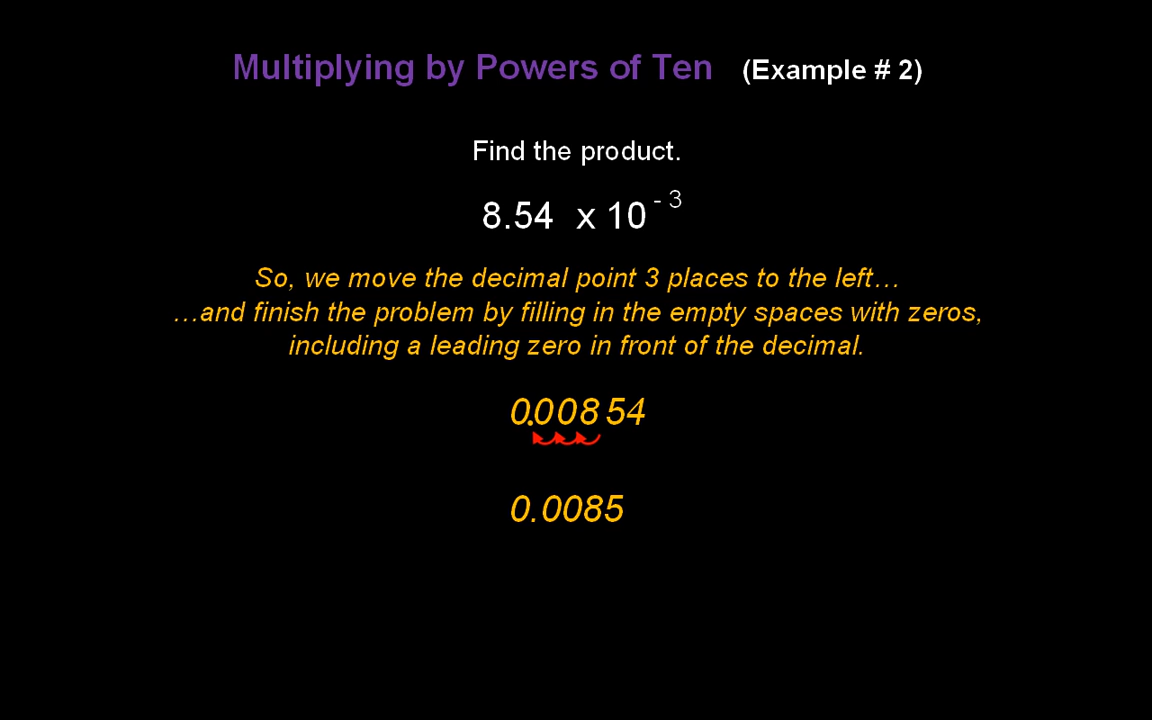 Multiplying by Powers of Ten (Example # 2)
Find the product.
8.54 x 10⁻³
So, we move the decimal point 3 places to the left…
…and finish the problem by filling in the empty spaces with zeros,
including a leading zero in front of the decimal.
0.00854
0.0085